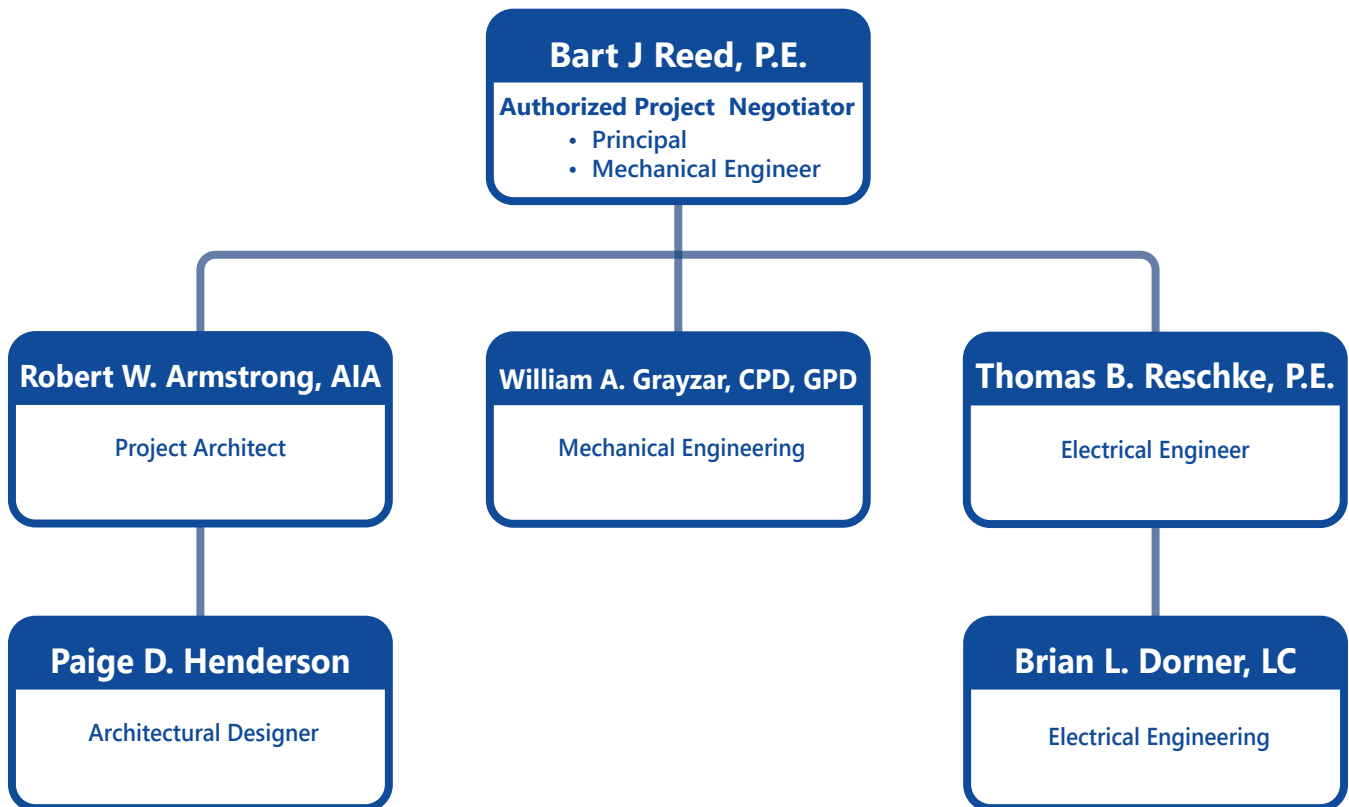 Bart J Reed, P.E.
Authorized Project Negotiator
• Principal
• Mechanical Engineer
Robert W. Armstrong, AIA
Project Architect
William A. Grayzar, CPD, GPD
Mechanical Engineering
Thomas B. Reschke, P.E.
Electrical Engineer
Paige D. Henderson
Architectural Designer
Brian L. Dorner, LC
Electrical Engineering